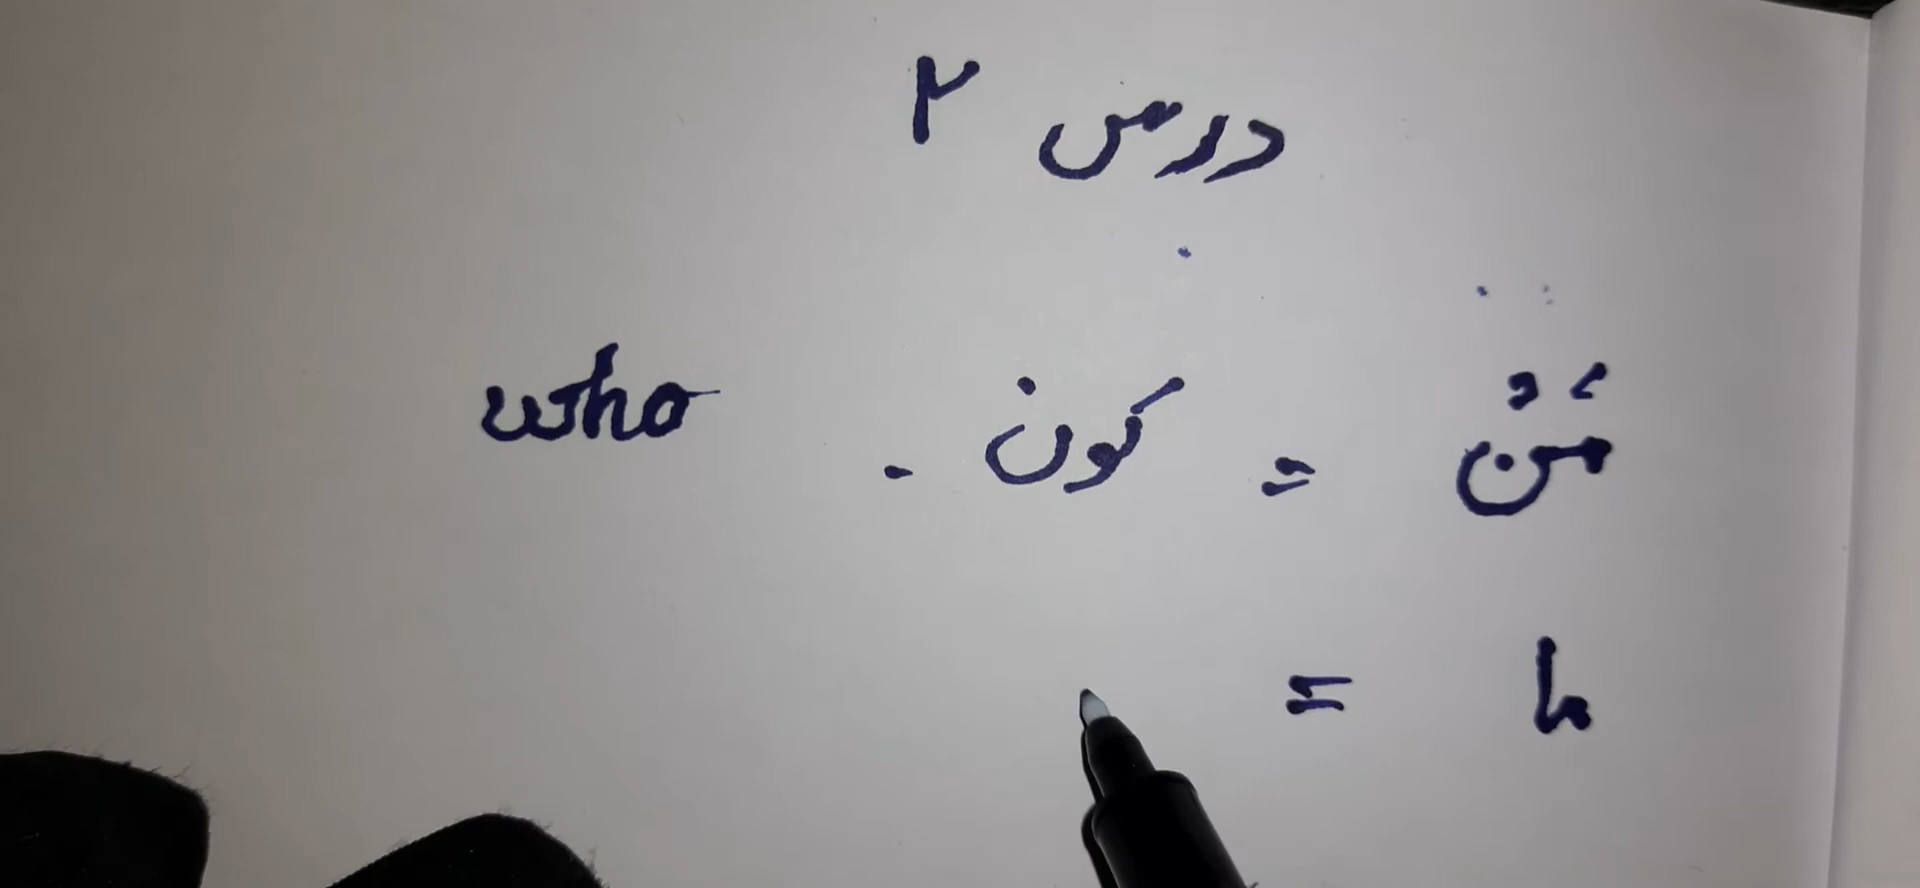 درس ۲
مَنْ = کون - who
ما =